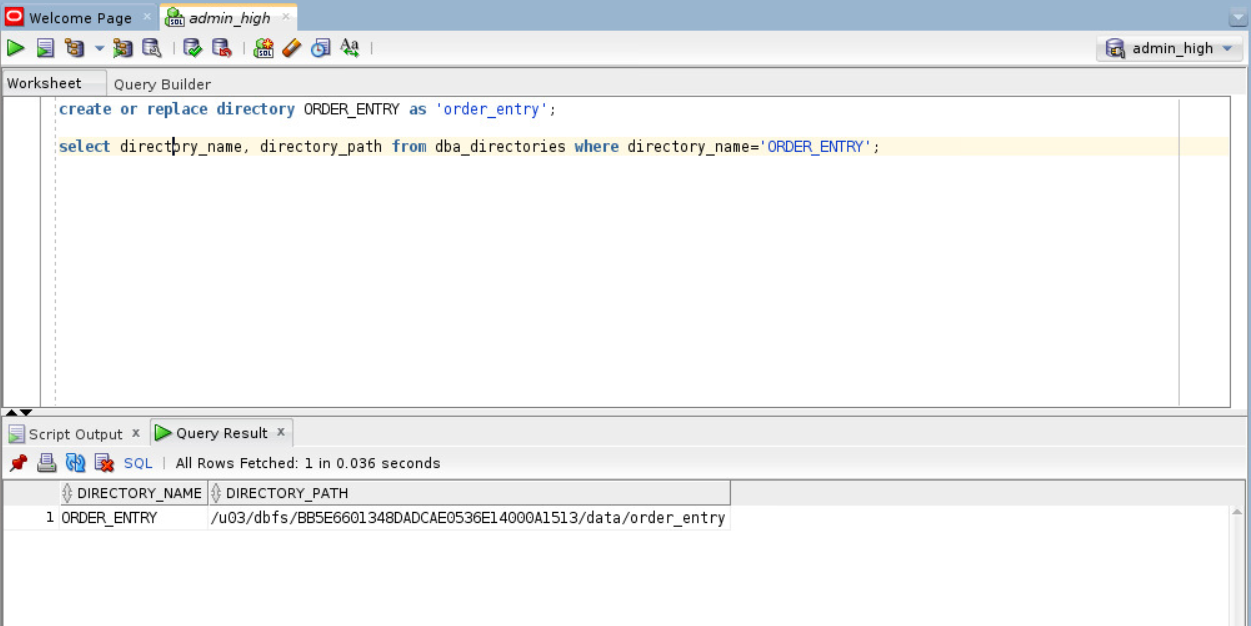 Welcome Page × admin_high ×
admin_high
Worksheet Query Builder
create or replace directory ORDER_ENTRY as 'order_entry';
select directory_name, directory_path from dba_directories where directory_name='ORDER_ENTRY';
Script Output × Query Result ×
SQL | All Rows Fetched: 1 in 0.036 seconds
DIRECTORY_NAME DIRECTORY_PATH
1 ORDER_ENTRY /u03/dbfs/BB5E6601348DADCAE0536E14000A1513/data/order_entry